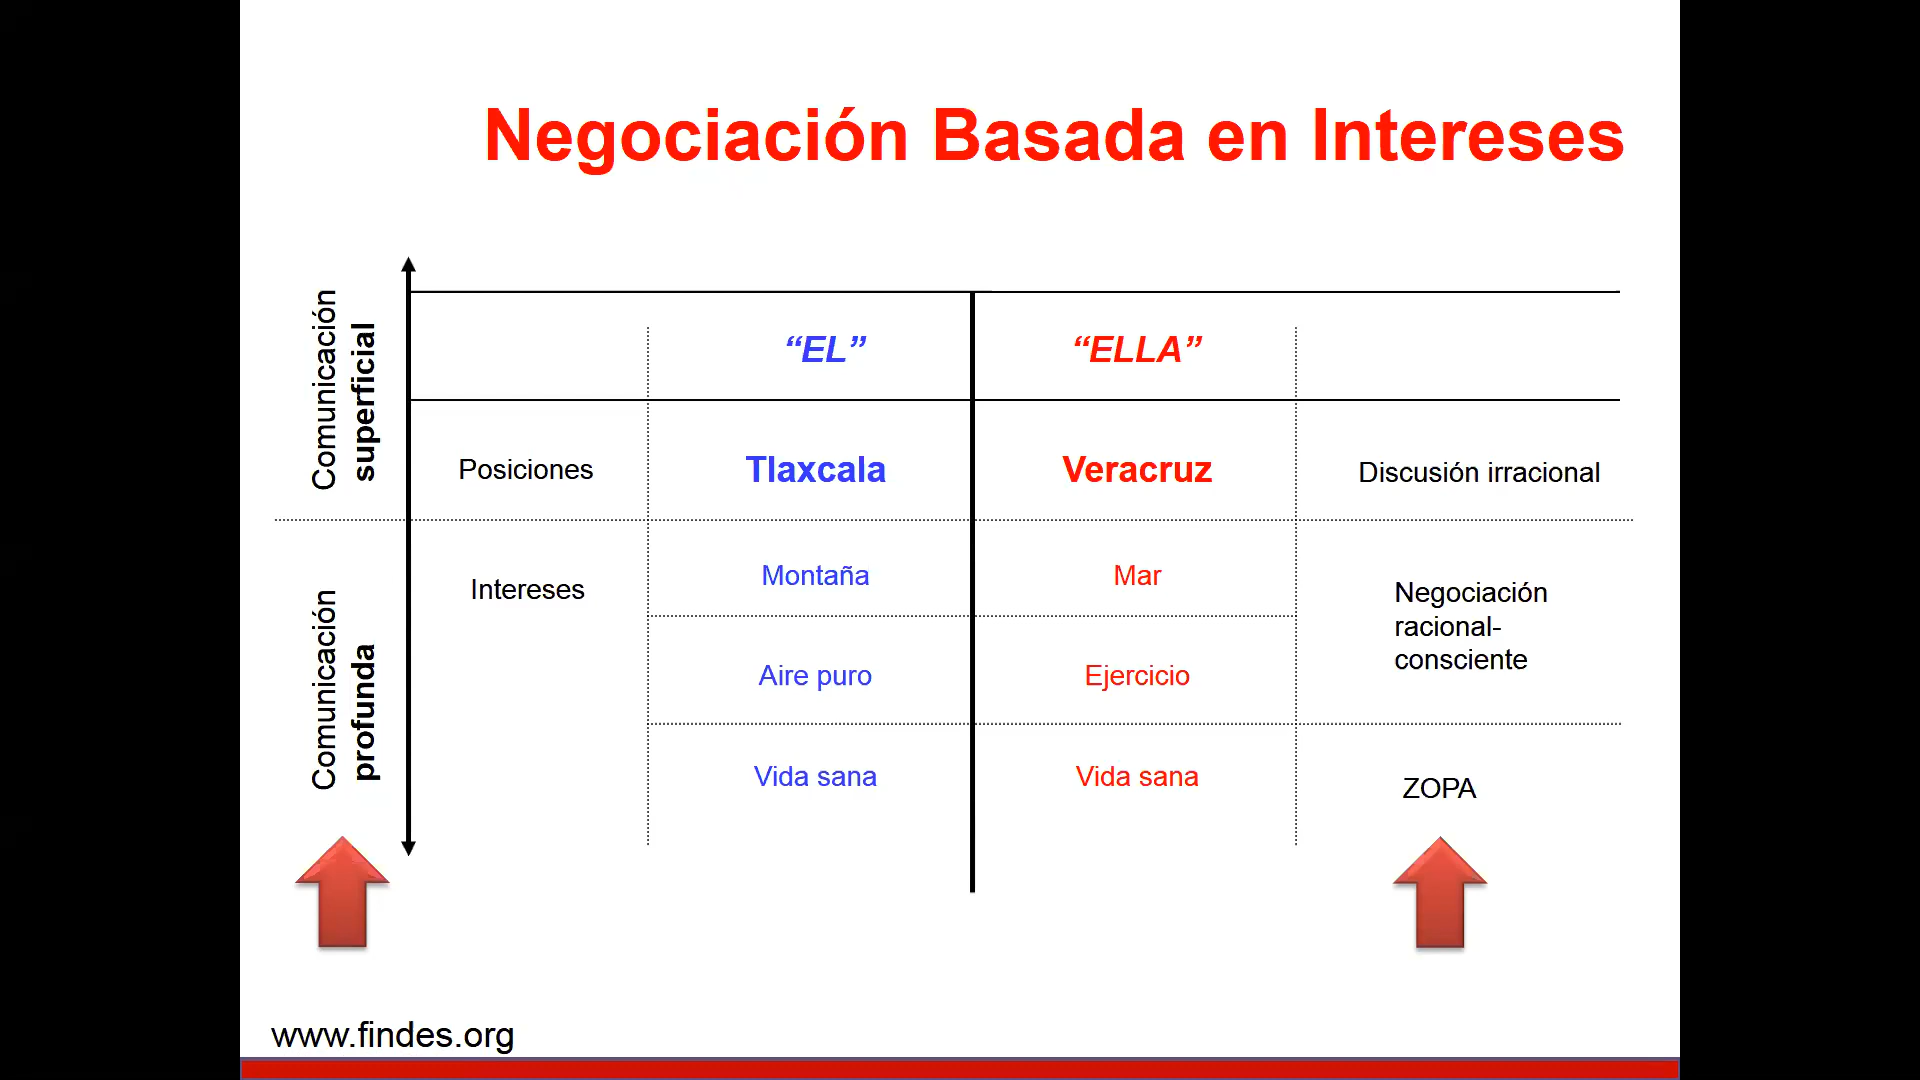 Negociación Basada en Intereses
Comunicación
superficial
“EL”
“ELLA”
Posiciones
Tlaxcala
Veracruz
Discusión irracional
Comunicación
profunda
Intereses
Montaña
Mar
Negociación
racional-
consciente
Aire puro
Ejercicio
Vida sana
Vida sana
ZOPA
www.findes.org